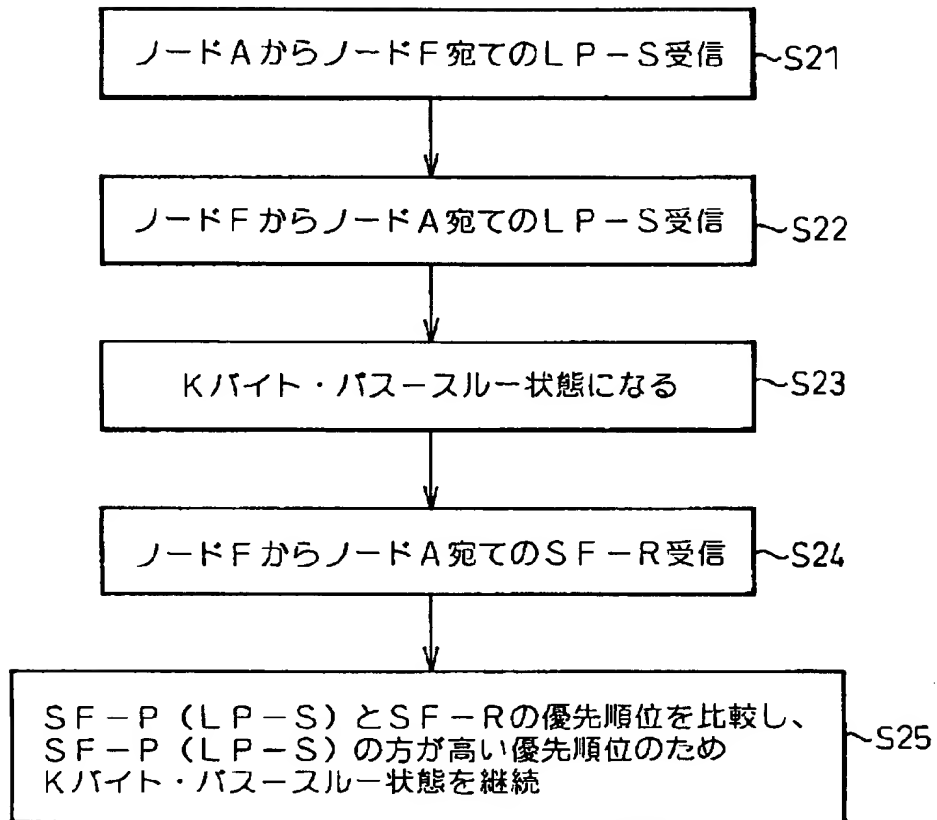 ノードAからノードF宛てのLP-S受信 ~S21
ノードFからノードA宛てのLP-S受信 ~S22
Kバイト・パスースルー状態になる ~S23
ノードFからノードA宛てのSF-R受信 ~S24
SF-P(LP-S)とSF-Rの優先順位を比較し、
SF-P(LP-S)の方が高い優先順位のため ~S25
Kバイト・パスースルー状態を継続